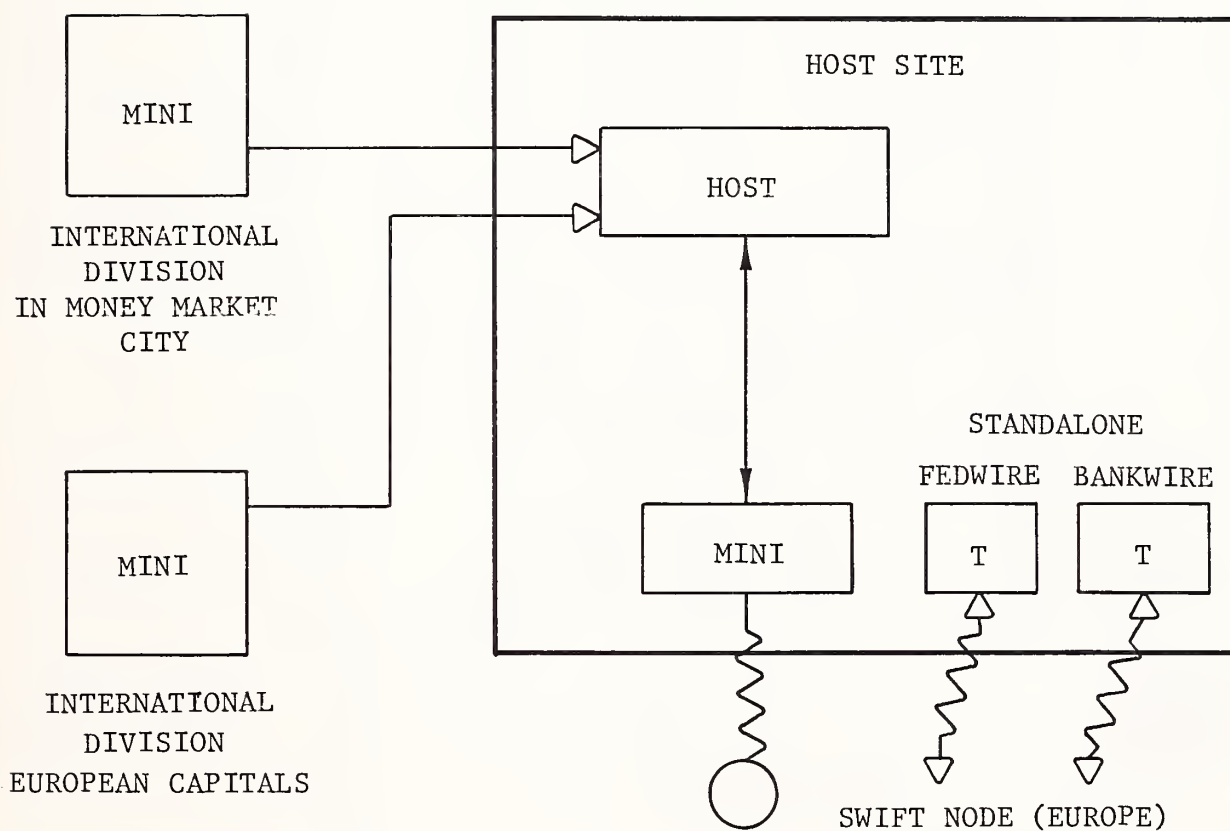 MINI
INTERNATIONAL
DIVISION
IN MONEY MARKET
CITY
MINI
INTERNATIONAL
DIVISION
EUROPEAN CAPITALS
HOST SITE
HOST
MINI
STANDALONE
FEDWIRE BANKWIRE
T T
SWIFT NODE (EUROPE)